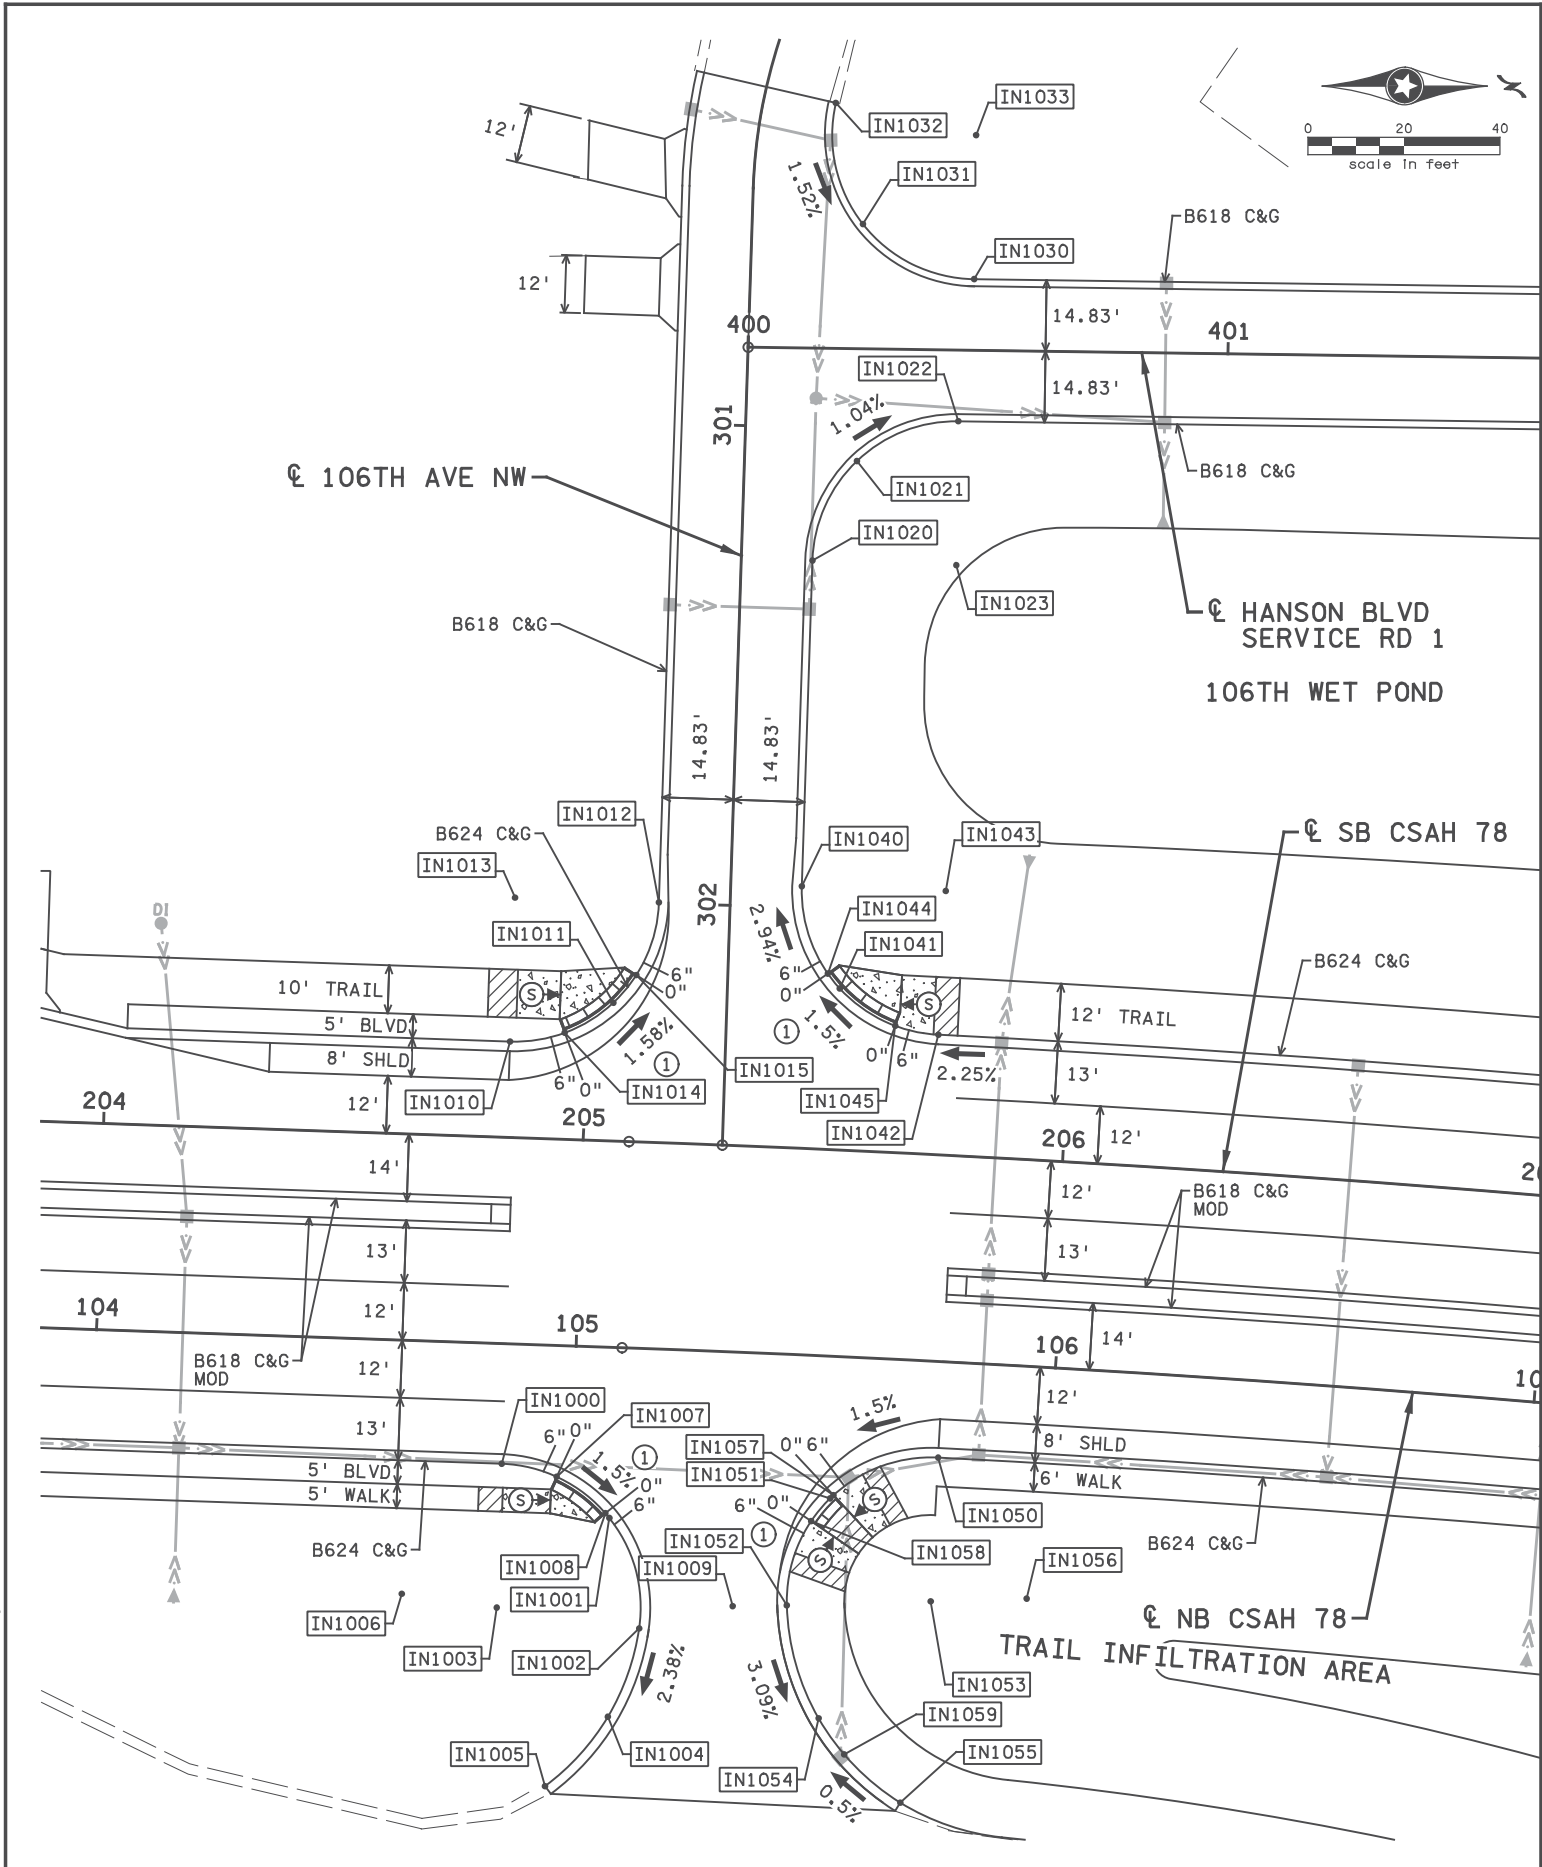 IN1033
IN1032
12'
0 20 40
scale in feet
1.52%
IN1031
B618 C&G
IN1030
12'
14.83'
400
401
IN1022
14.83'
1.04%
301
℄ 106TH AVE NW
B618 C&G
IN1021
IN1020
IN1023
℄ HANSON BLVD
SERVICE RD 1
B618 C&G
106TH WET POND
14.83'
14.83'
IN1012
B624 C&G
IN1013
IN1040
IN1043
℄ SB CSAH 78
302
DI
IN1011
2.94%
IN1044
IN1041
B624 C&G
6"
0"
6"
0"
10' TRAIL
S
S
5' BLVD
12' TRAIL
8' SHLD
1.58%
1
1
1.5%
0"
6"
6"
0"
IN1015
IN1014
IN1010
12'
2.25%
13'
IN1045
IN1042
204
205
206
12'
14'
20
12'
B618 C&G
MOD
13'
13'
12'
104
105
106
14'
B618 C&G
MOD
12'
10
12'
IN1000
IN1007
1.5%
13'
6"
0"
1.5%
1
IN1057
0"
6"
8' SHLD
5' BLVD
IN1051
6' WALK
5' WALK
S
0"
6"
6"
0"
S
IN1050
B624 C&G
IN1052
1
B624 C&G
IN1008
IN1009
S
IN1058
IN1056
IN1001
IN1006
℄ NB CSAH 78
IN1003
IN1002
2.38%
3.09%
TRAIL INFILTRATION AREA
IN1053
IN1059
IN1005
IN1004
IN1054
IN1055
0.5%